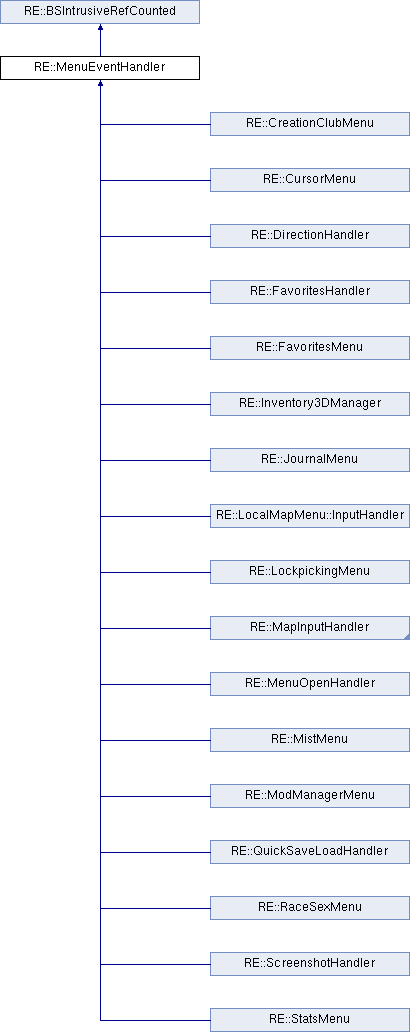 RE::BSIntrusiveRefCounted
RE::MenuEventHandler
RE::CreationClubMenu
RE::CursorMenu
RE::DirectionHandler
RE::FavoritesHandler
RE::FavoritesMenu
RE::Inventory3DManager
RE::JournalMenu
RE::LocalMapMenu::InputHandler
RE::LockpickingMenu
RE::MapInputHandler
RE::MenuOpenHandler
RE::MistMenu
RE::ModManagerMenu
RE::QuickSaveLoadHandler
RE::RaceSexMenu
RE::ScreenshotHandler
RE::StatsMenu